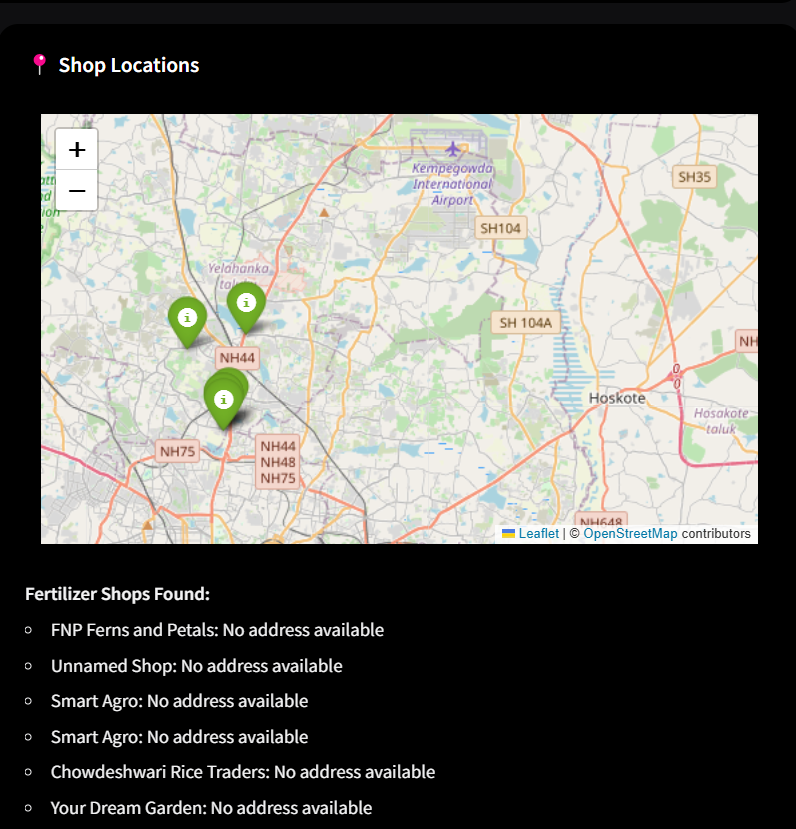 Shop Locations
+
−
Kempegowda
International
Airport
SH35
SH104
Yelahanka
SH 104A
NH44
Hoskote
Hosakote
taluk
NH75
NH44
NH48
NH75
NH648
Leaflet | © OpenStreetMap contributors
Fertilizer Shops Found:
FNP Ferns and Petals: No address available
Unnamed Shop: No address available
Smart Agro: No address available
Smart Agro: No address available
Chowdeshwari Rice Traders: No address available
Your Dream Garden: No address available